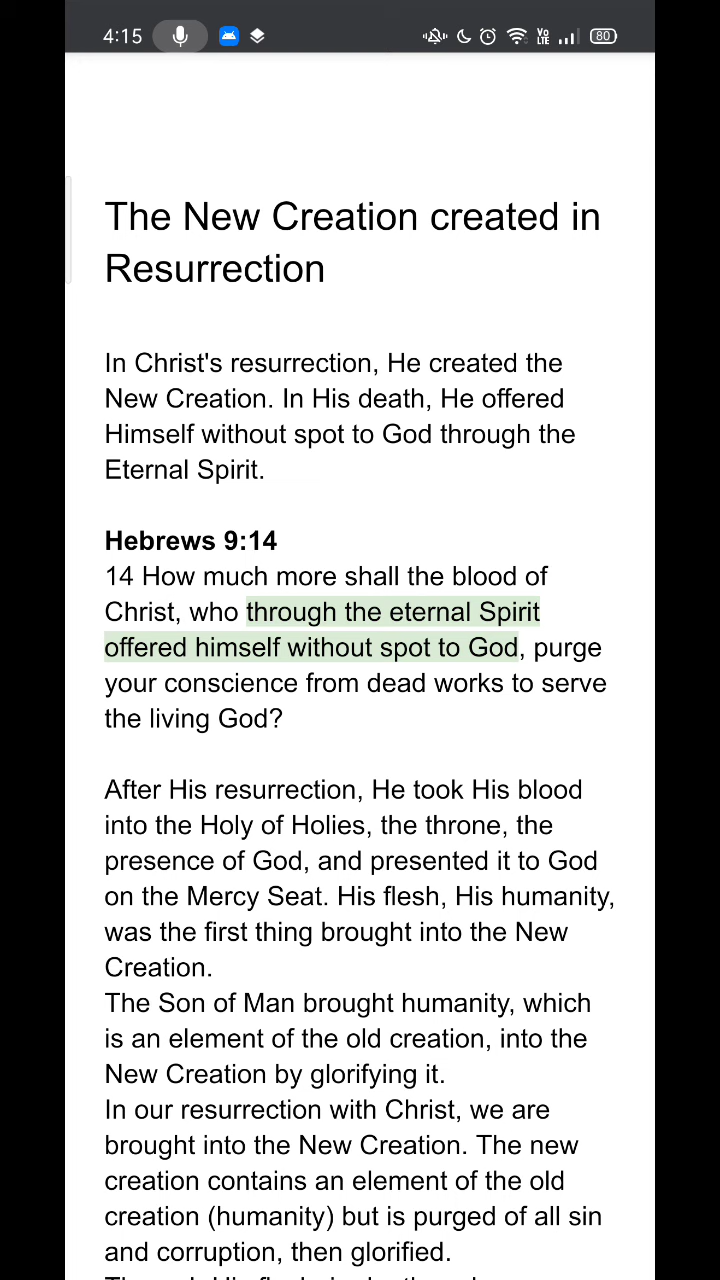 4:15
Vo LTE
80
The New Creation created in
Resurrection
In Christ's resurrection, He created the
New Creation. In His death, He offered
Himself without spot to God through the
Eternal Spirit.
Hebrews 9:14
14 How much more shall the blood of
Christ, who through the eternal Spirit
offered himself without spot to God, purge
your conscience from dead works to serve
the living God?
After His resurrection, He took His blood
into the Holy of Holies, the throne, the
presence of God, and presented it to God
on the Mercy Seat. His flesh, His humanity,
was the first thing brought into the New
Creation.
The Son of Man brought humanity, which
is an element of the old creation, into the
New Creation by glorifying it.
In our resurrection with Christ, we are
brought into the New Creation. The new
creation contains an element of the old
creation (humanity) but is purged of all sin
and corruption, then glorified.